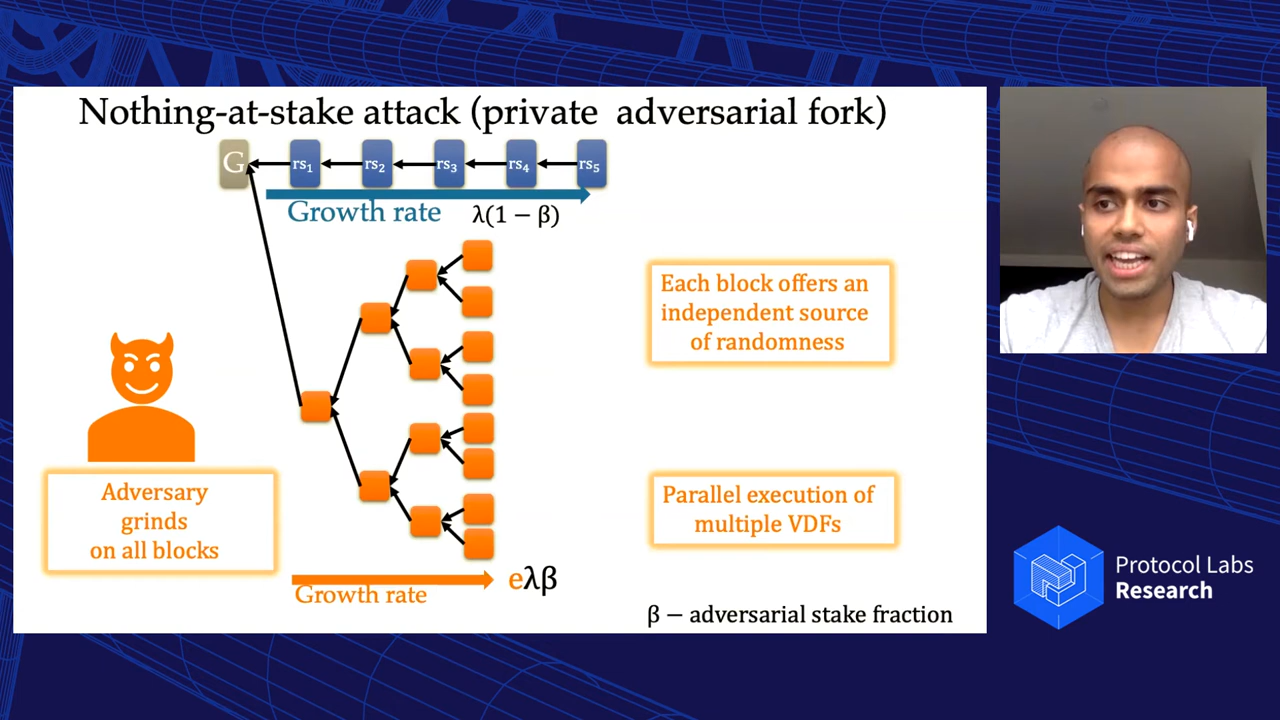 Nothing-at-stake attack (private adversarial fork)
G rs₁ rs₂ rs₃ rs₄ rs₅
Growth rate λ(1 − β)
Each block offers an
independent source
of randomness
Adversary
grinds
on all blocks
Parallel execution of
multiple VDFs
Growth rate eλβ
β – adversarial stake fraction
Protocol Labs
Research